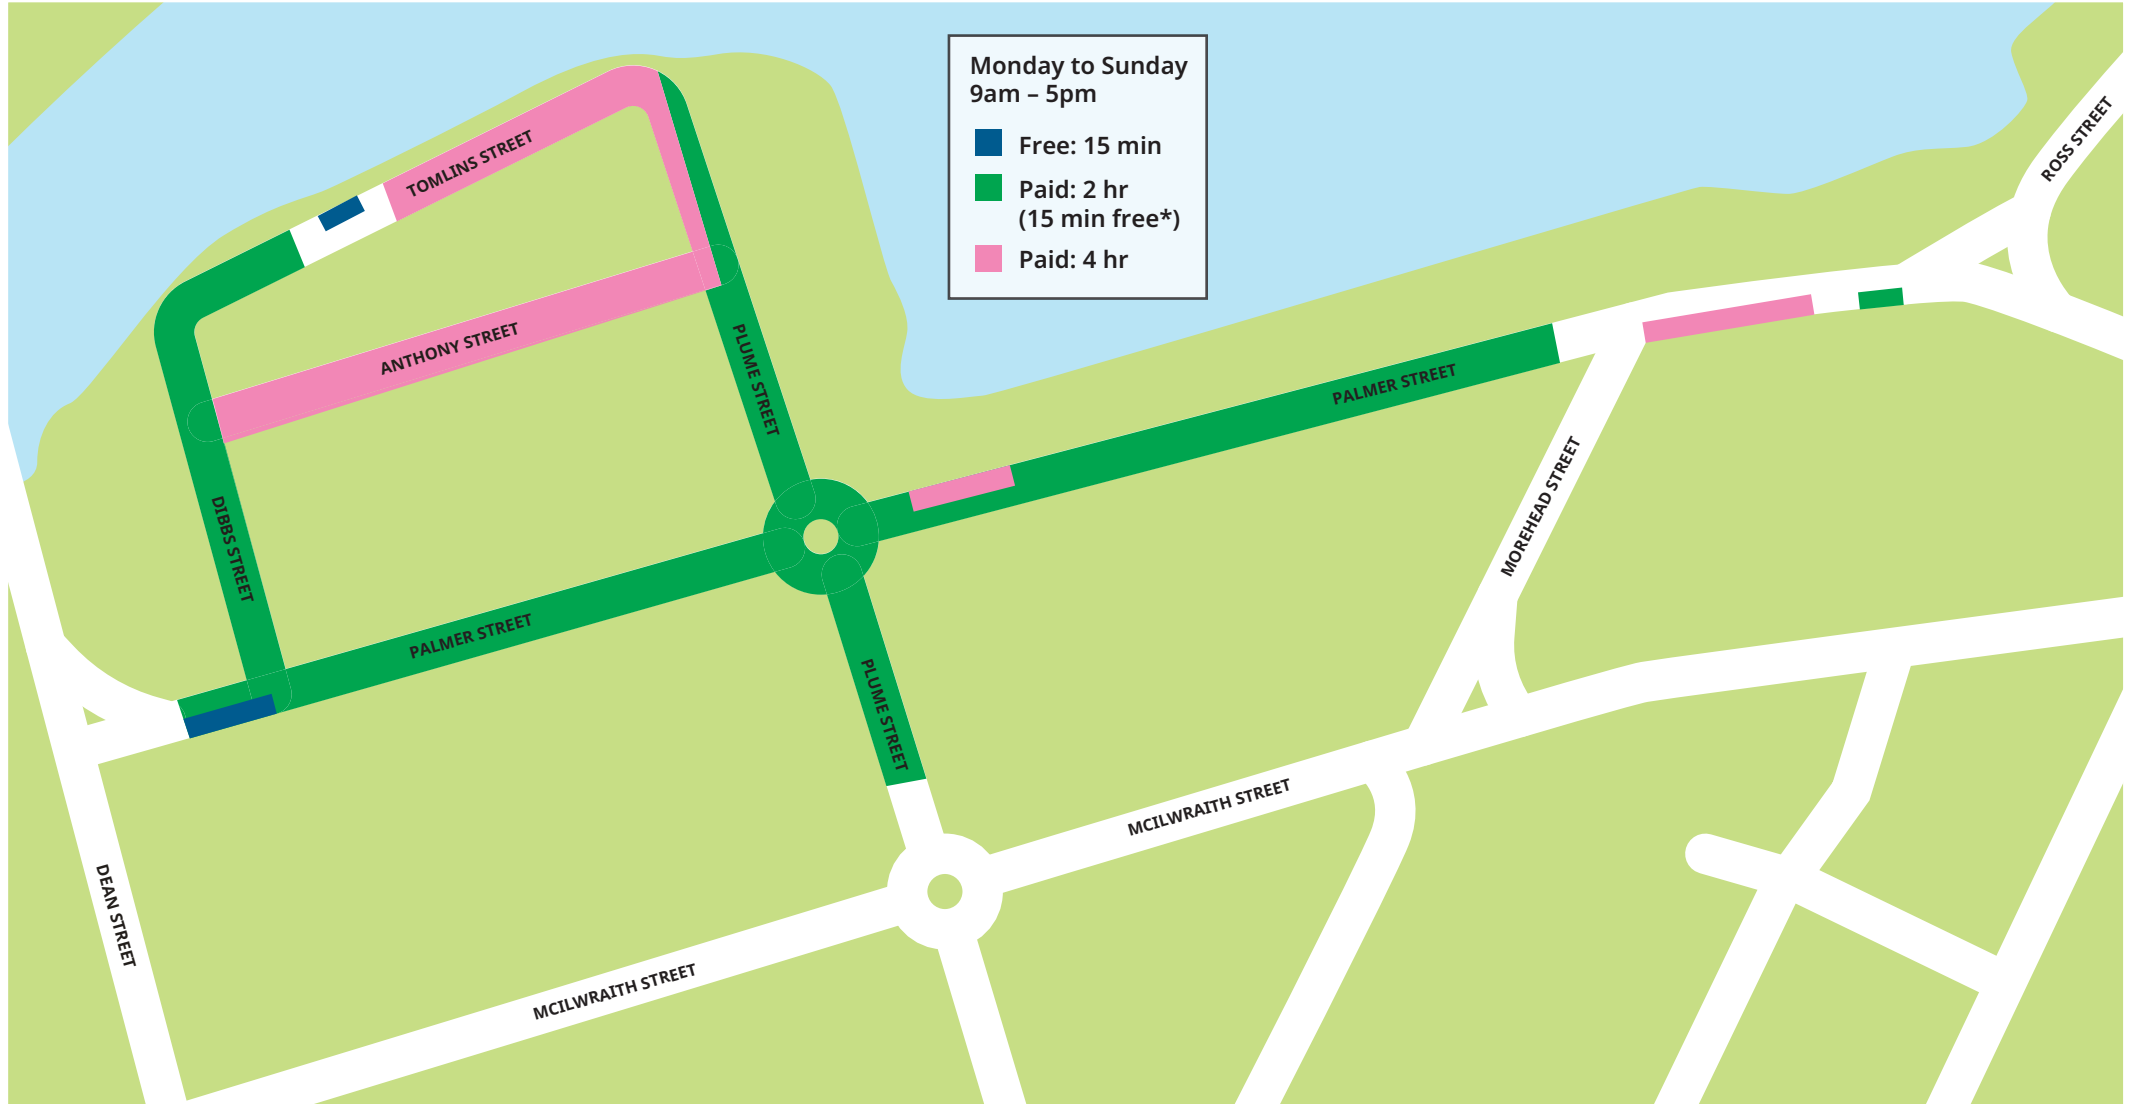 Monday to Sunday
9am – 5pm
Free: 15 min
Paid: 2 hr
(15 min free*)
Paid: 4 hr
ROSS STREET
TOMLINS STREET
ANTHONY STREET
PLUME STREET
PALMER STREET
MOREHEAD STREET
DIBBS STREET
PALMER STREET
PLUME STREET
MCILWRAITH STREET
DEAN STREET
MCILWRAITH STREET